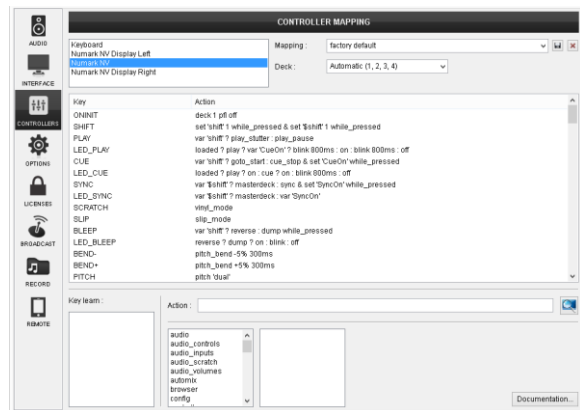 CONTROLLER MAPPING
AUDIO
INTERFACE
CONTROLLERS
OPTIONS
LICENSES
BROADCAST
RECORD
REMOTE
Keyboard
Numark NV Display Left
Numark NV
Numark NV Display Right
Mapping : factory default
Deck : Automatic (1, 2, 3, 4)
Key Action
ONINIT deck 1 pfl off
SHIFT set 'shift' 1 while_pressed & set '$shift' 1 while_pressed
PLAY var 'shift' ? play_stutter : play_pause
LED_PLAY loaded ? play ? var 'CueOn' ? blink 800ms : on : blink 800ms : off
CUE var 'shift' ? goto_start : cue_stop & set 'CueOn' while_pressed
LED_CUE loaded ? play ? on : cue ? on : blink 800ms : off
SYNC var '$shift' ? masterdeck : sync & set 'SyncOn' while_pressed
LED_SYNC var '$shift' ? masterdeck : var 'SyncOn'
SCRATCH vinyl_mode
SLIP slip_mode
BLEEP var 'shift' ? reverse : dump while_pressed
LED_BLEEP reverse ? dump ? on : blink : off
BEND- pitch_bend -5% 300ms
BEND+ pitch_bend +5% 300ms
PITCH pitch 'dual'
Key learn :
Action :
audio
audio_controls
audio_inputs
audio_scratch
audio_volumes
automix
browser
config
Documentation...